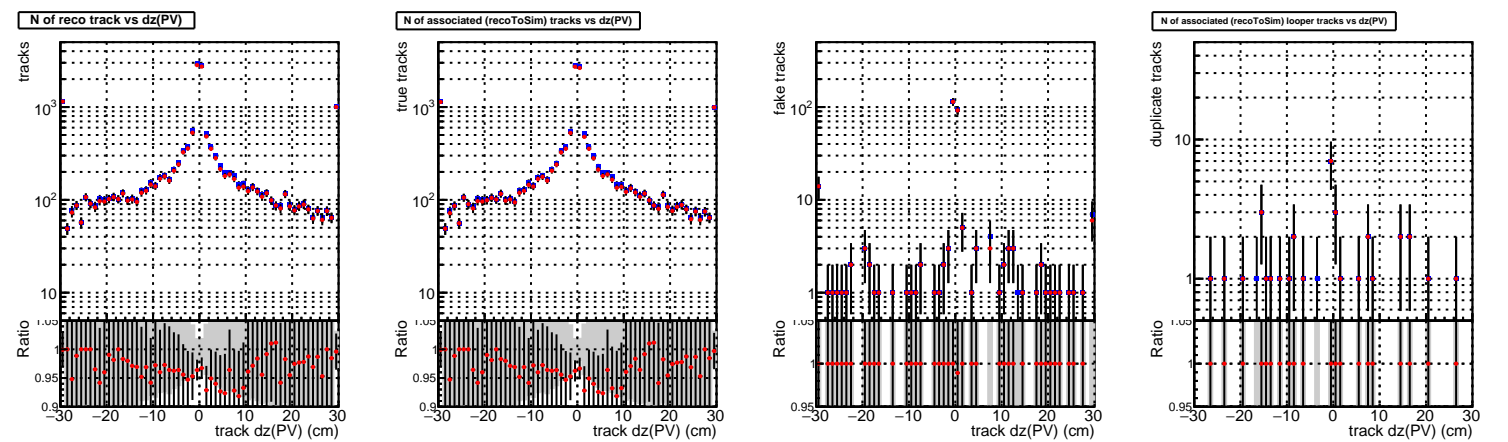 N of reco track vs dz(PV)
tracks
10³
10²
10
Ratio
1.05
1
0.95
0.9
−30 −20 −10 0 10 20 30
track dz(PV) (cm)
N of associated (recoToSim) tracks vs dz(PV)
true tracks
10³
10²
10
Ratio
1.05
1
0.95
0.9
−30 −20 −10 0 10 20 30
track dz(PV) (cm)
fake tracks
10²
10
1
Ratio
1.05
1
0.95
−30 −20 −10 0 10 20 30
track dz(PV) (cm)
N of associated (recoToSim) looper tracks vs dz(PV)
duplicate tracks
10
1
Ratio
1.05
1
0.95
−30 −20 −10 0 10 20 30
track dz(PV) (cm)